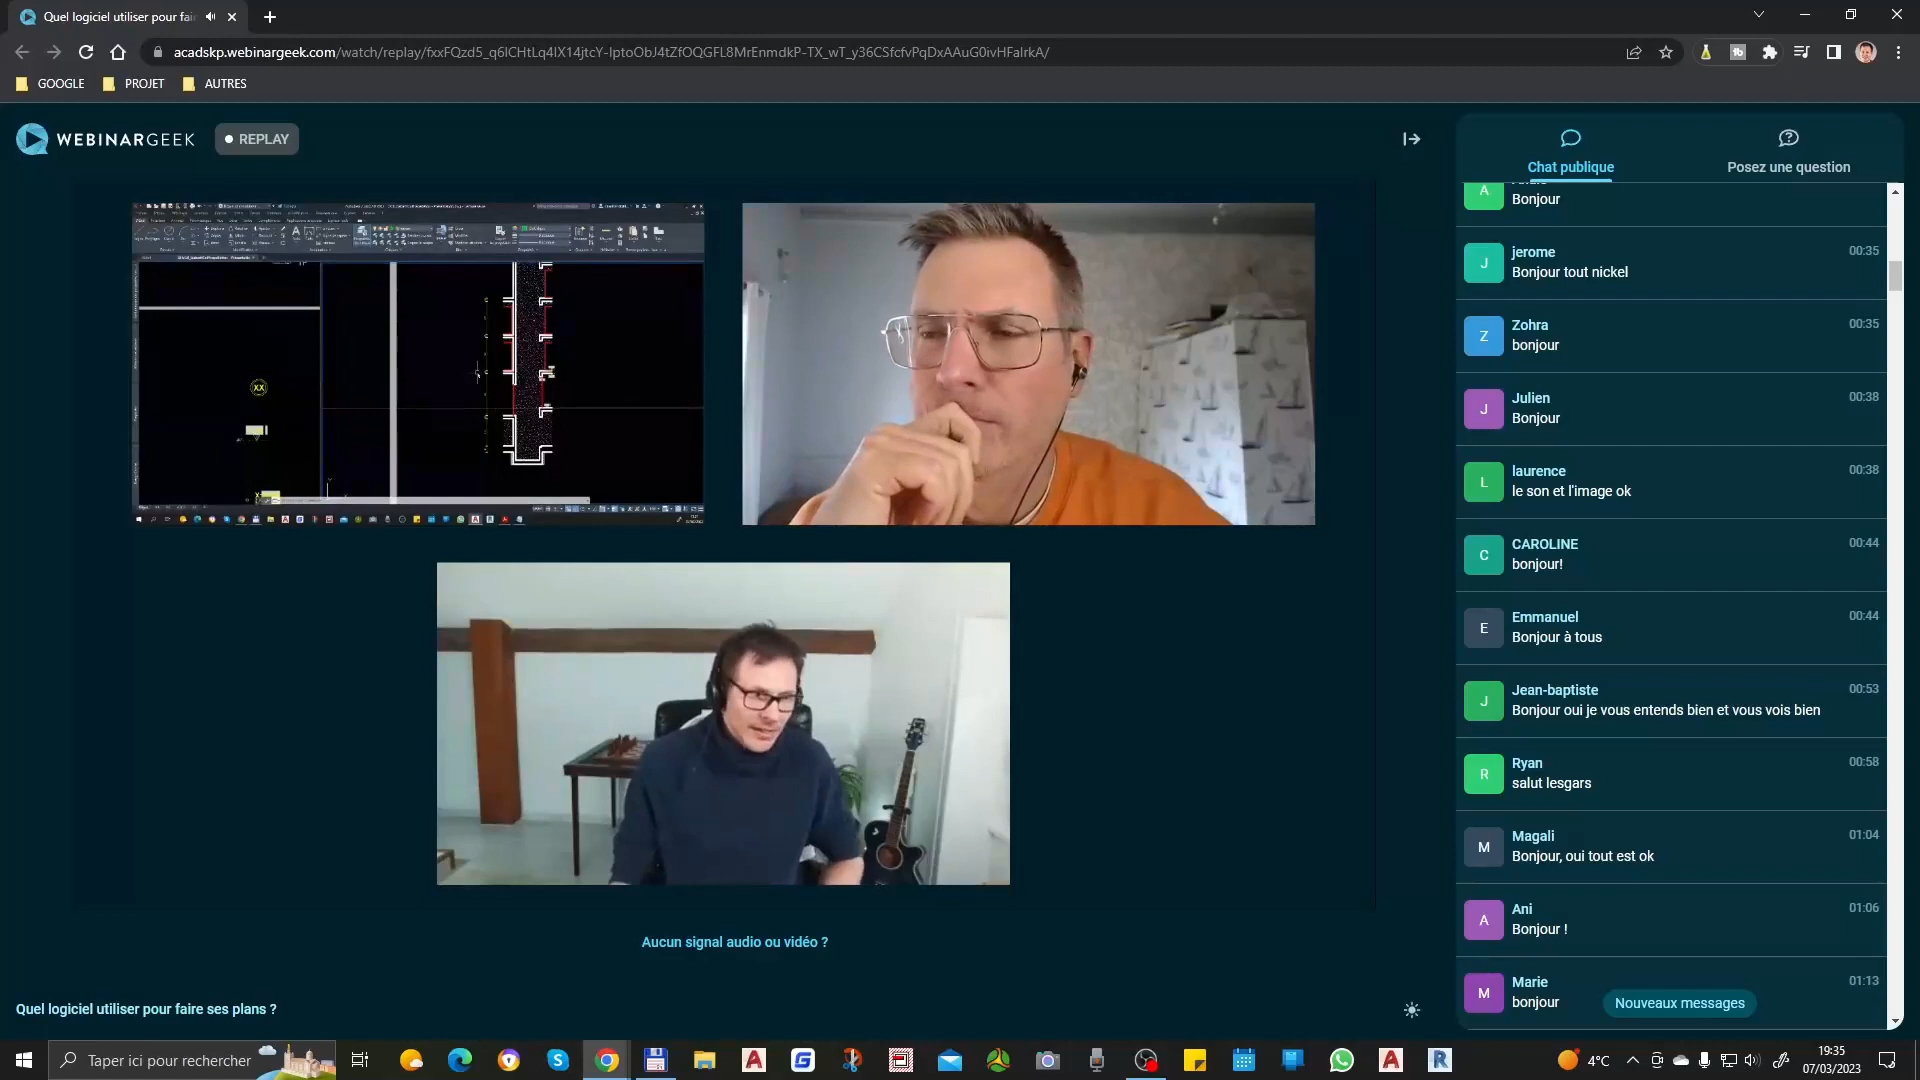 Quel logiciel utiliser pour fai
acadskp.webinargeek.com/watch/replay/fxxFQzd5_q6lCHtLq4IX14jtcY-IptoObJ4tZfOQGFL8MrEnmdkP-TX_wT_y36CSfcfvPqDxAAuG0ivHFaIrkA/
GOOGLE
PROJET
AUTRES
WEBINARGEEK
REPLAY
Chat publique
Posez une question
A
Bonjour
J
jerome
00:35
Bonjour tout nickel
Z
Zohra
00:35
bonjour
J
Julien
00:38
Bonjour
L
laurence
00:38
le son et l'image ok
C
CAROLINE
00:44
bonjour!
E
Emmanuel
00:44
Bonjour à tous
J
Jean-baptiste
00:53
Bonjour oui je vous entends bien et vous vois bien
R
Ryan
00:58
salut lesgars
M
Magali
01:04
Bonjour, oui tout est ok
A
Ani
01:06
Bonjour !
M
Marie
01:13
bonjour
Nouveaux messages
XX
Aucun signal audio ou vidéo ?
Quel logiciel utiliser pour faire ses plans ?
Taper ici pour rechercher
4°C
19:35
07/03/2023